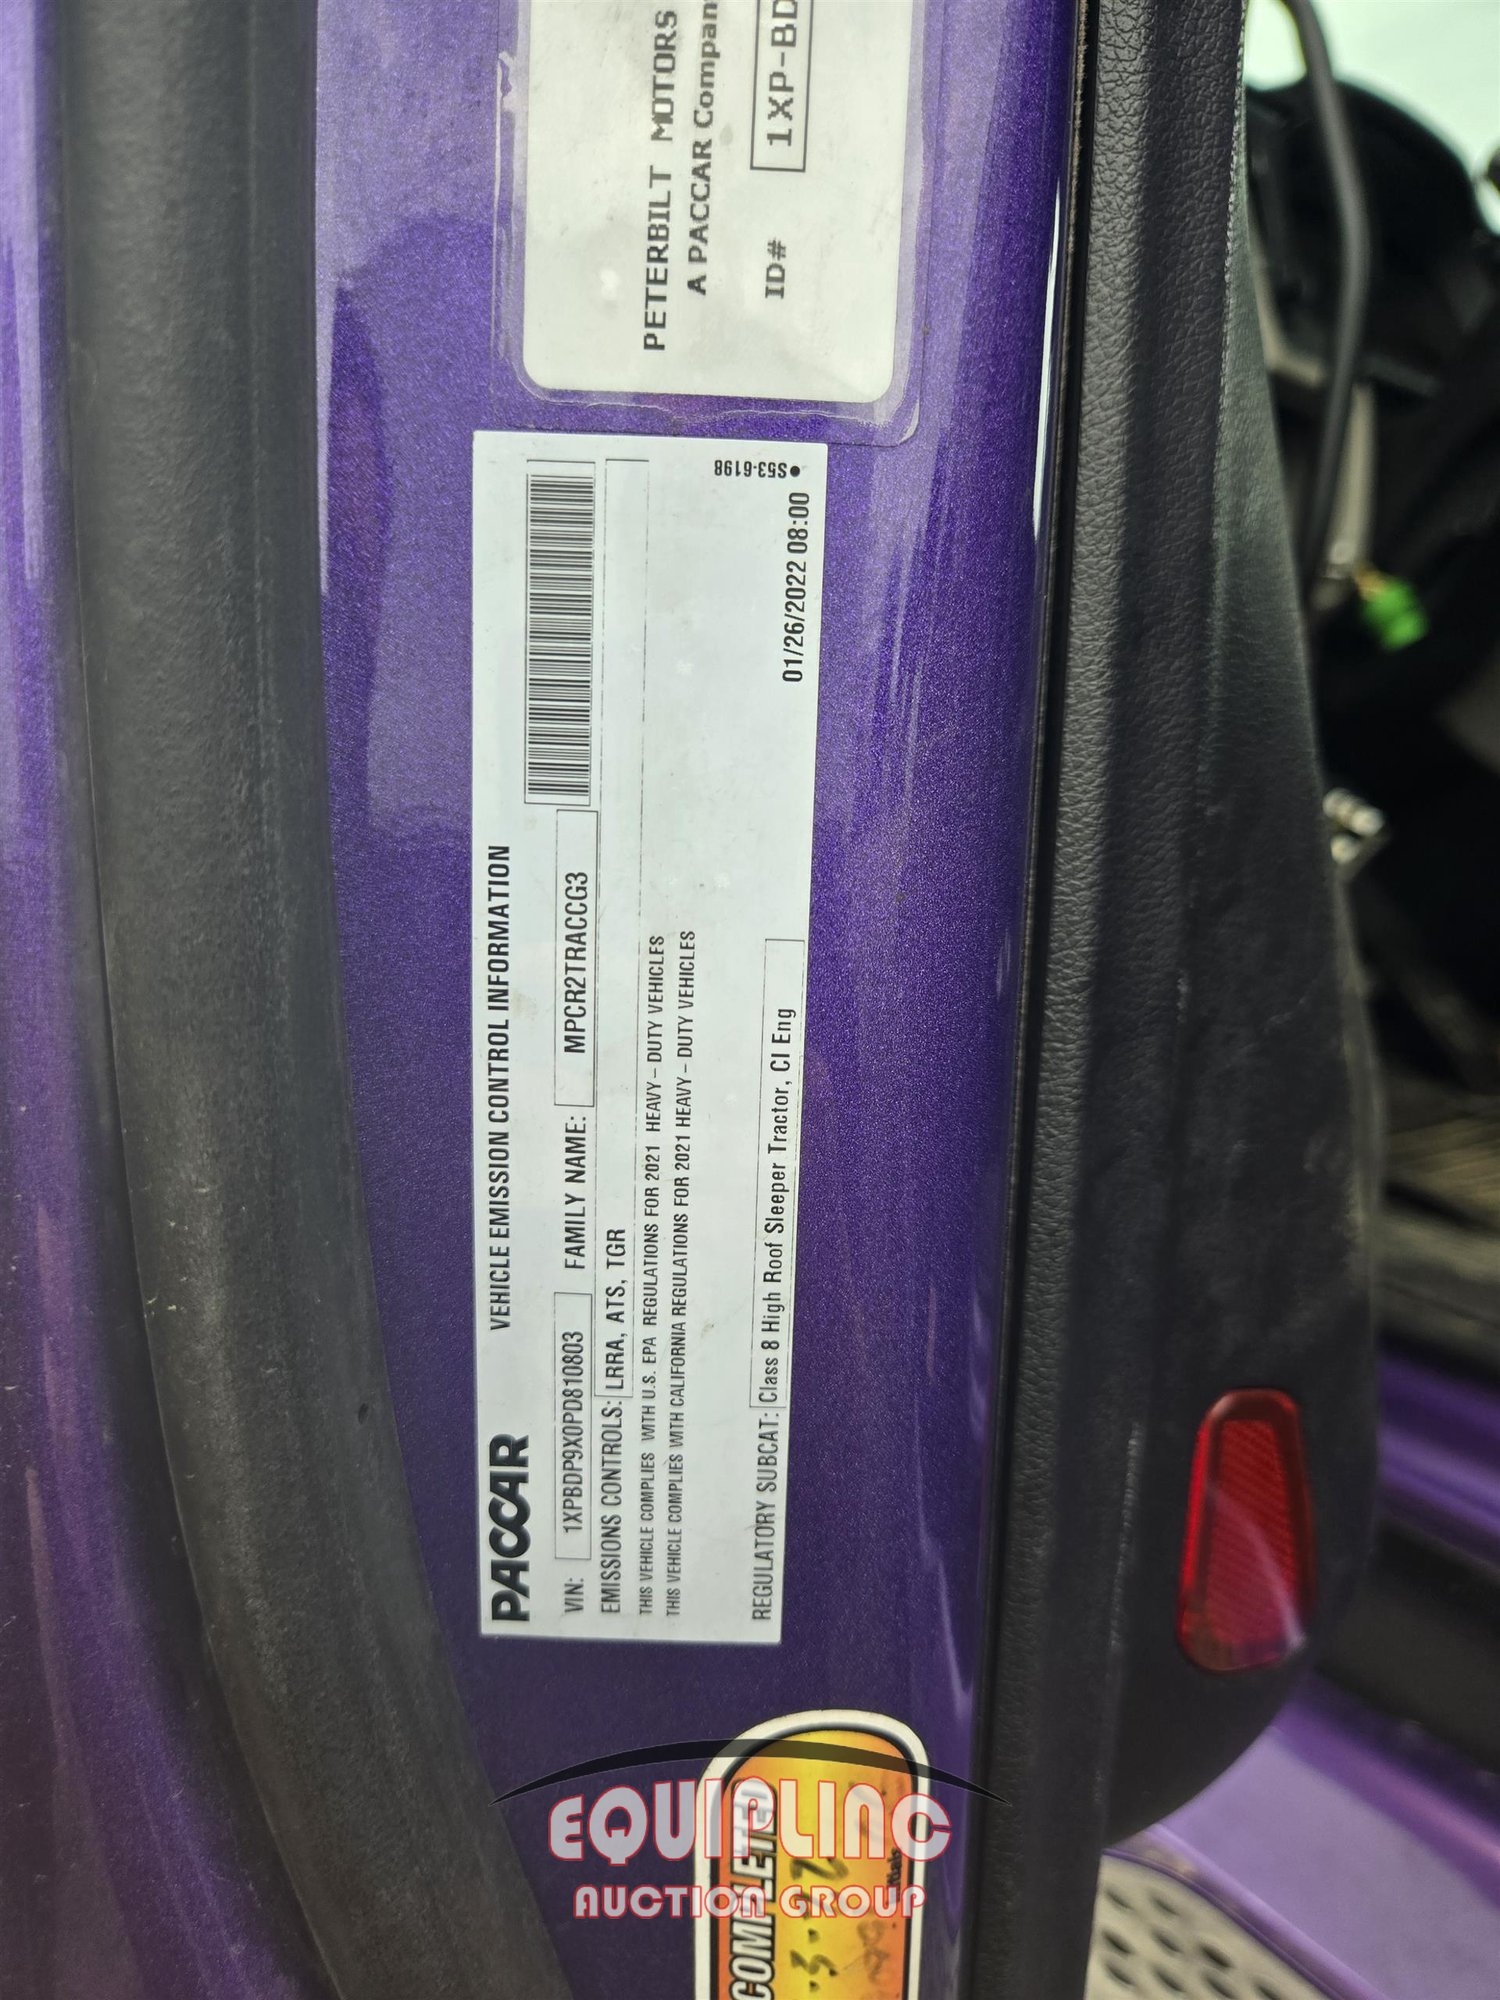 PETERBILT MOTORS
A PACCAR Compan
ID# 1XP-BD
PACCAR VEHICLE EMISSION CONTROL INFORMATION
VIN: 1XPBDP9X0PD810803 FAMILY NAME: MPCR2TRACCG3
EMISSIONS CONTROLS: LRRA, ATS, TGR
THIS VEHICLE COMPLIES WITH U.S. EPA REGULATIONS FOR 2021 HEAVY – DUTY VEHICLES
THIS VEHICLE COMPLIES WITH CALIFORNIA REGULATIONS FOR 2021 HEAVY – DUTY VEHICLES
REGULATORY SUBCAT: Class 8 High Roof Sleeper Tractor, CI Eng 01/26/2022 08:00
●S53-6198
COMPLETED
EQUIPLINC
AUCTION GROUP